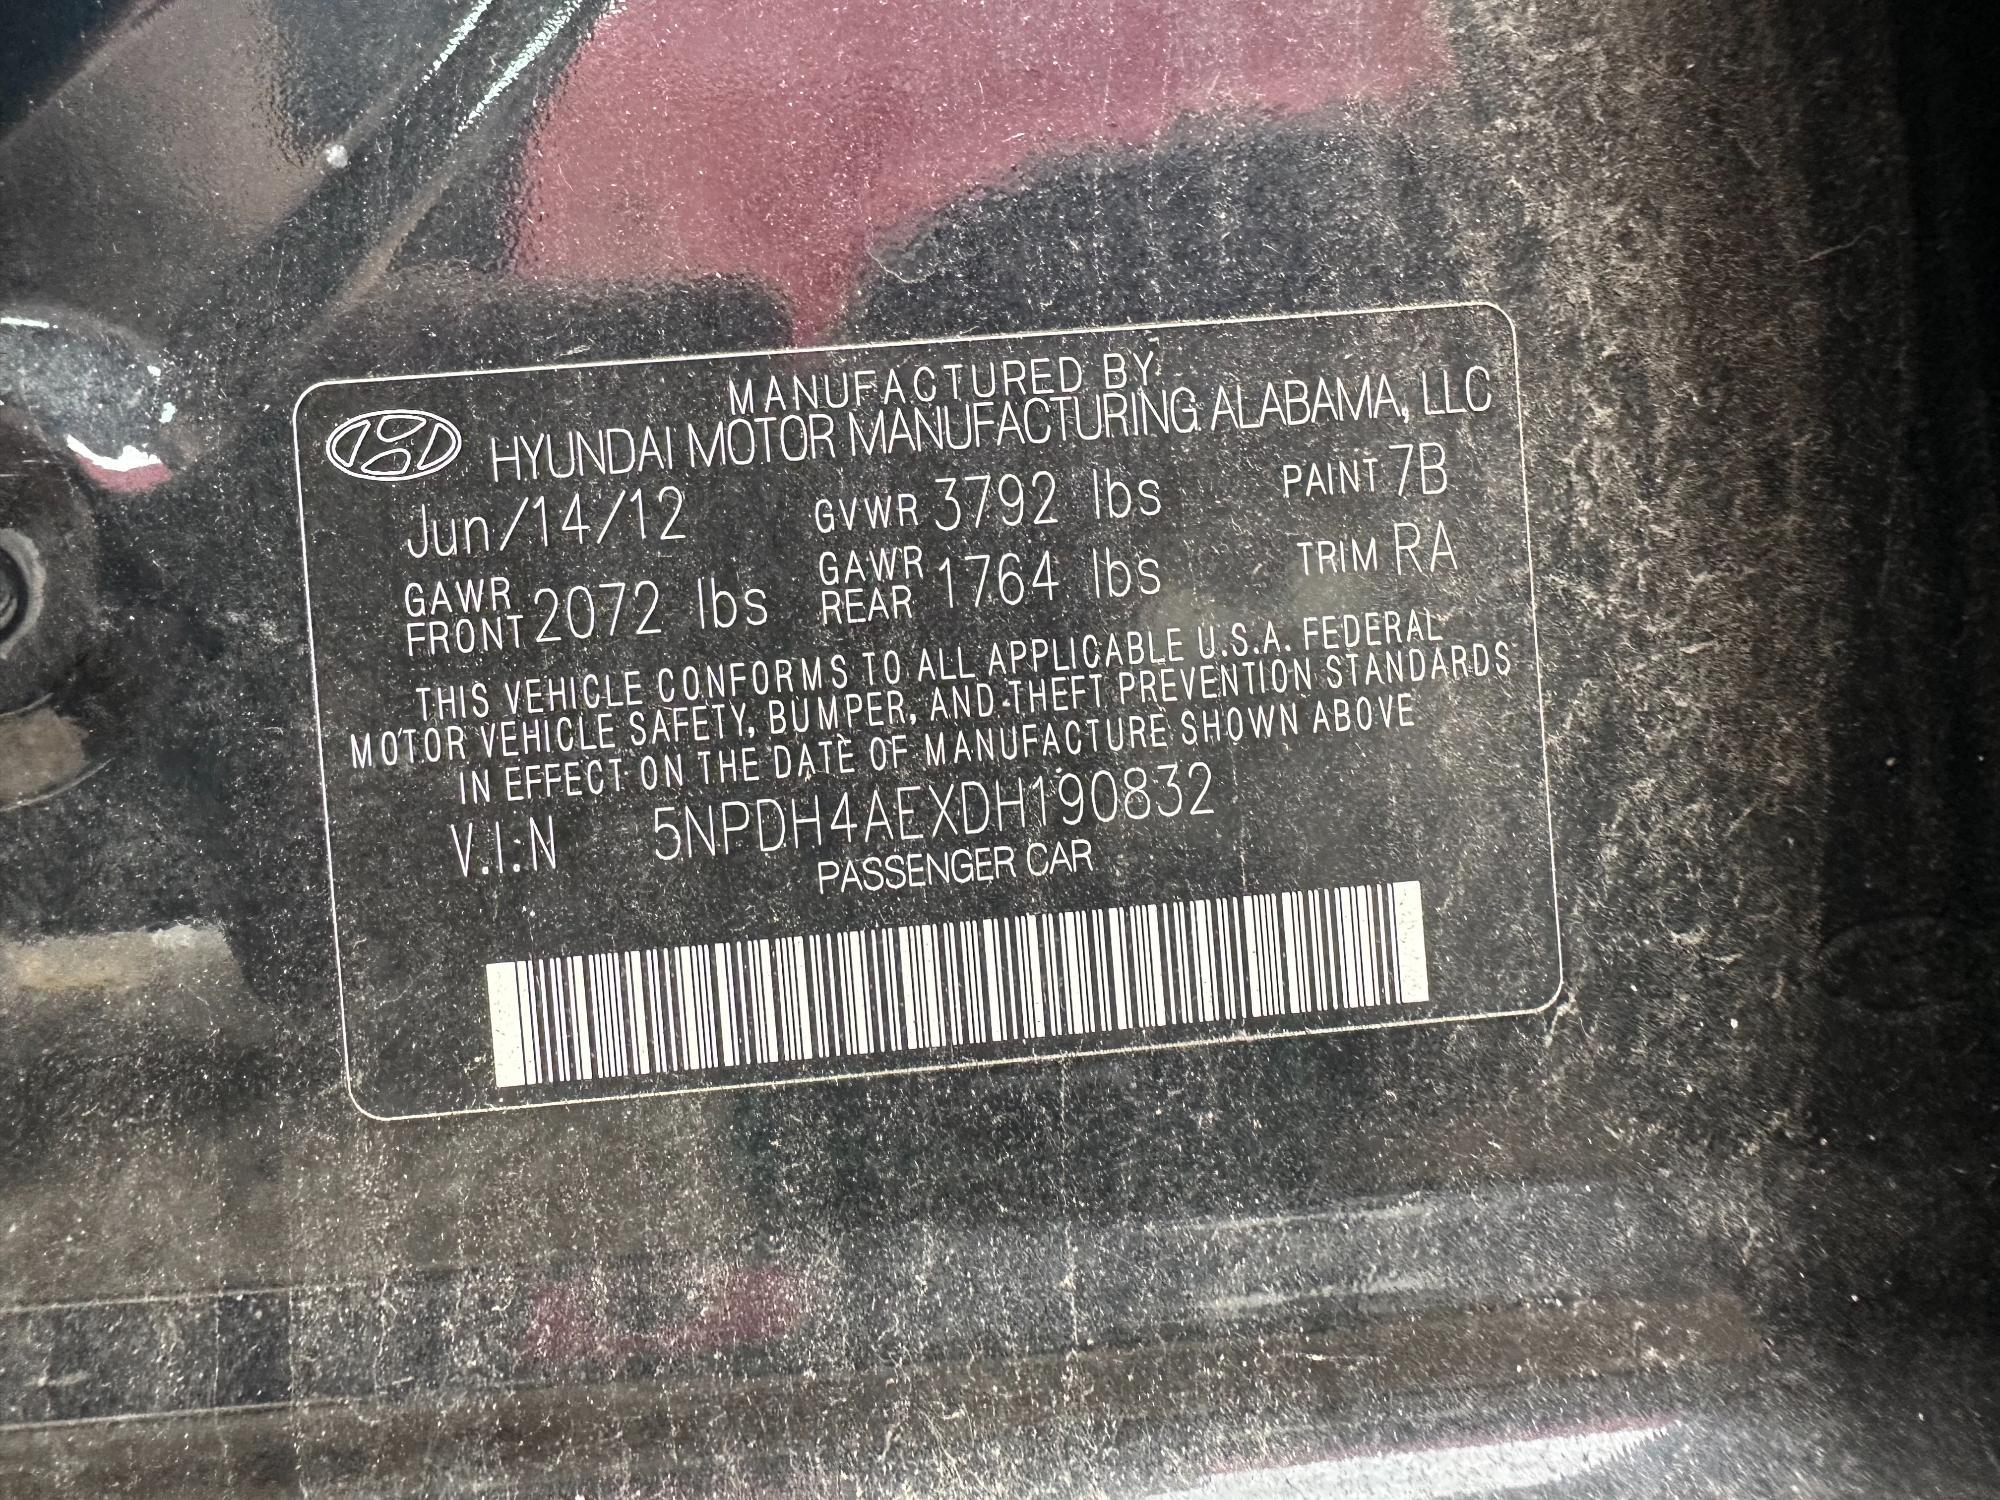 MANUFACTURED BY
HYUNDAI MOTOR MANUFACTURING ALABAMA, LLC
Jun/14/12 GVWR 3792 lbs PAINT 7B
GAWR FRONT 2072 lbs GAWR REAR 1764 lbs TRIM RA
THIS VEHICLE CONFORMS TO ALL APPLICABLE U.S.A. FEDERAL
MOTOR VEHICLE SAFETY, BUMPER, AND THEFT PREVENTION STANDARDS
IN EFFECT ON THE DATE OF MANUFACTURE SHOWN ABOVE
V.I.N 5NPDH4AEXDH190832
PASSENGER CAR